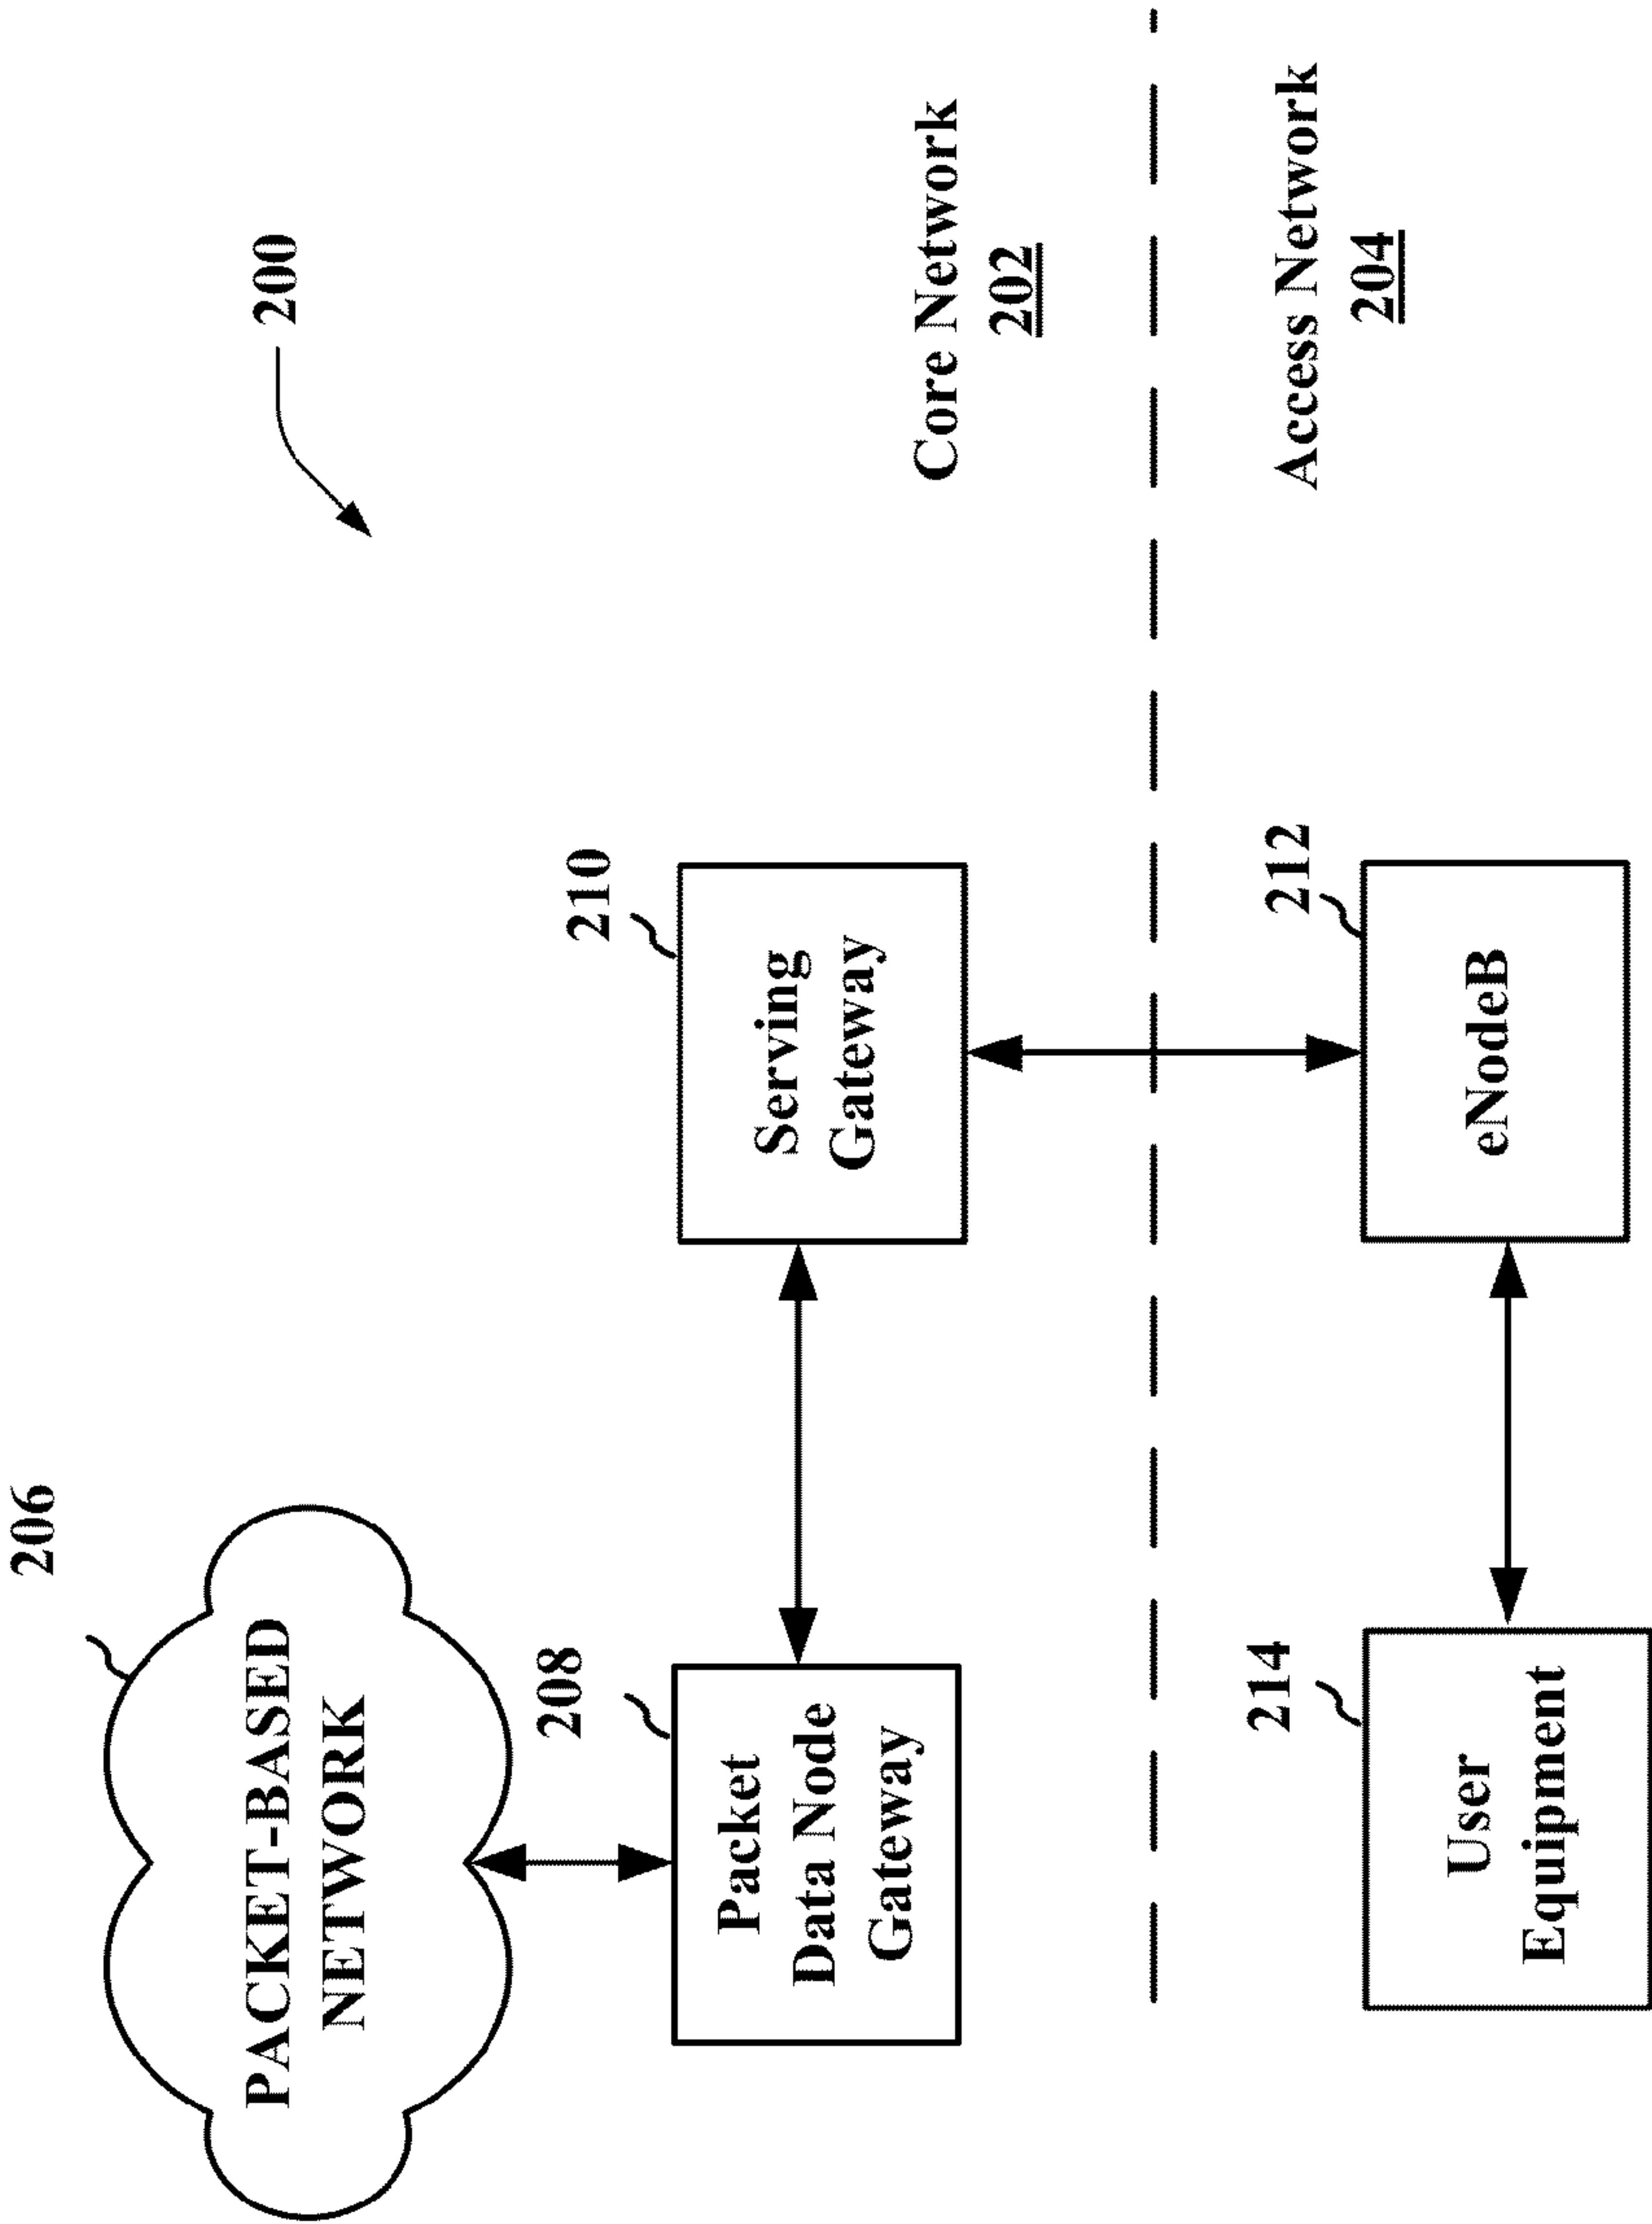 200
206
PACKET-BASED
NETWORK
208
Packet
Data Node
Gateway
210
Serving
Gateway
Core Network
202
Access Network
204
214
User
Equipment
212
eNodeB